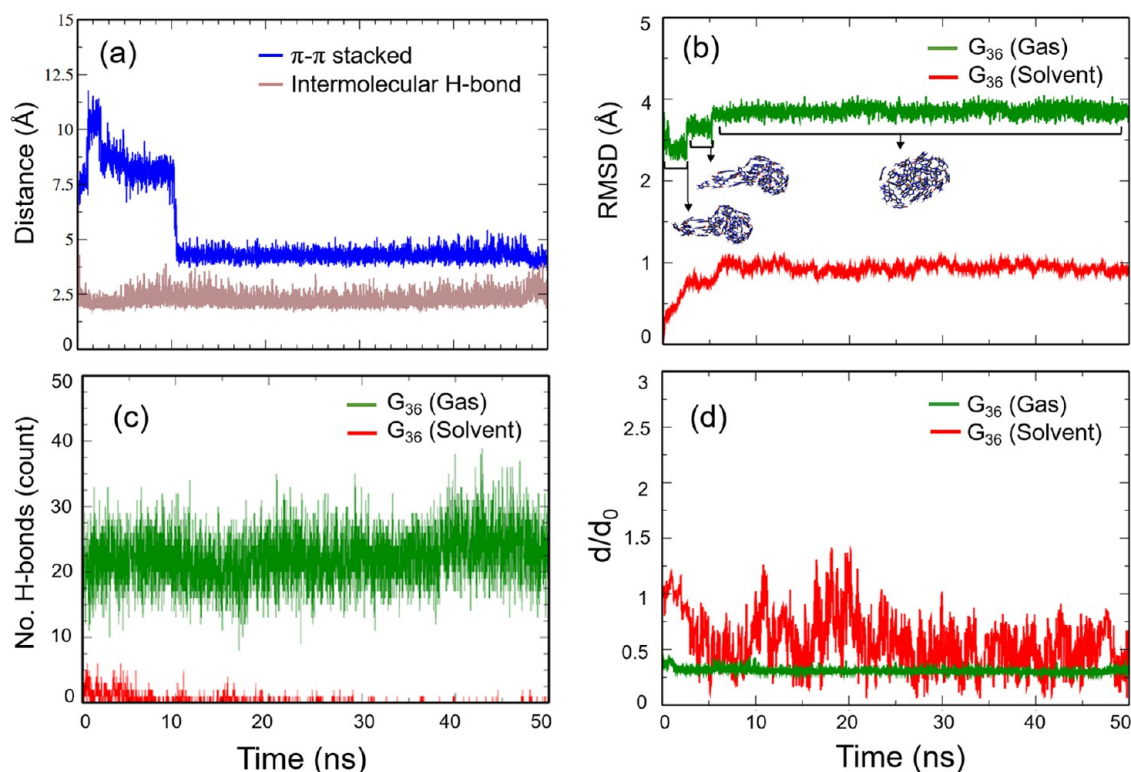 (a)
π-π stacked
Intermolecular H-bond
15
12.5
10
7.5
5
2.5
0
Distance (Å)
(b)
G36 (Gas)
G36 (Solvent)
5
4
2
1
0
RMSD (Å)
(c)
G36 (Gas)
G36 (Solvent)
50
40
30
20
10
0
No. H-bonds (count)
0 10 20 30 40 50
Time (ns)
(d)
G36 (Gas)
G36 (Solvent)
3
2.5
2
1.5
1
0.5
0
d/d0
0 10 20 30 40 50
Time (ns)